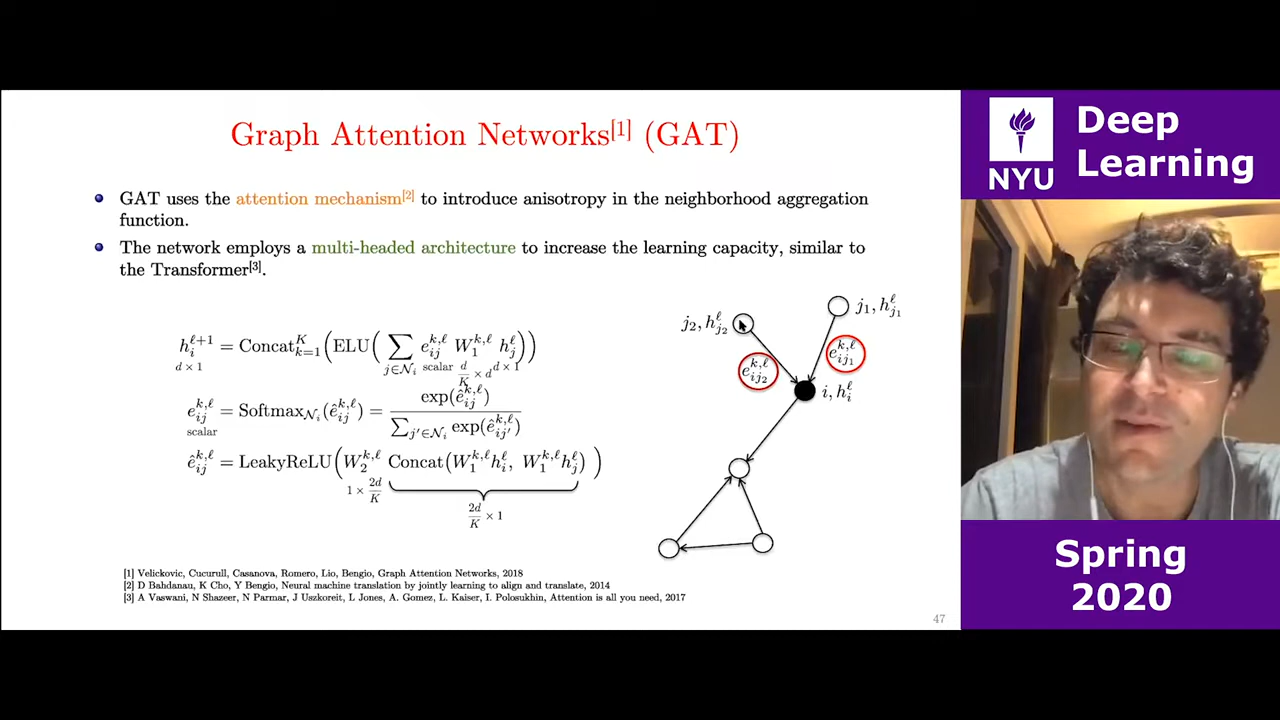 Graph Attention Networks[1] (GAT)
GAT uses the attention mechanism[2] to introduce anisotropy in the neighborhood aggregation
function.
The network employs a multi-headed architecture to increase the learning capacity, similar to
the Transformer[3].
h_i^{ℓ+1} = Concat_{k=1}^K(ELU(∑_{j∈N_i} e_{ij}^{k,ℓ} W_1^{k,ℓ} h_j^ℓ))
d × 1 scalar d/K × d d × 1
e_{ij}^{k,ℓ} = Softmax_{N_i}(ê_{ij}^{k,ℓ}) = exp(ê_{ij}^{k,ℓ}) / ∑_{j'∈N_i} exp(ê_{ij'}^{k,ℓ})
scalar
ê_{ij}^{k,ℓ} = LeakyReLU(W_2^{k,ℓ} Concat(W_1^{k,ℓ} h_i^ℓ, W_1^{k,ℓ} h_j^ℓ))
1 × 2d/K
2d/K × 1
j_2, h_{j_2}^ℓ
j_1, h_{j_1}^ℓ
e_{ij_2}^{k,ℓ}
e_{ij_1}^{k,ℓ}
i, h_i^ℓ
[1] Velickovic, Cucurull, Casanova, Romero, Lio, Bengio, Graph Attention Networks, 2018
[2] D Bahdanau, K Cho, Y Bengio, Neural machine translation by jointly learning to align and translate, 2014
[3] A Vaswani, N Shazeer, N Parmar, J Uszkoreit, L Jones, A. Gomez, L. Kaiser, I. Polosukhin, Attention is all you need, 2017
47
NYU
Deep
Learning
Spring
2020